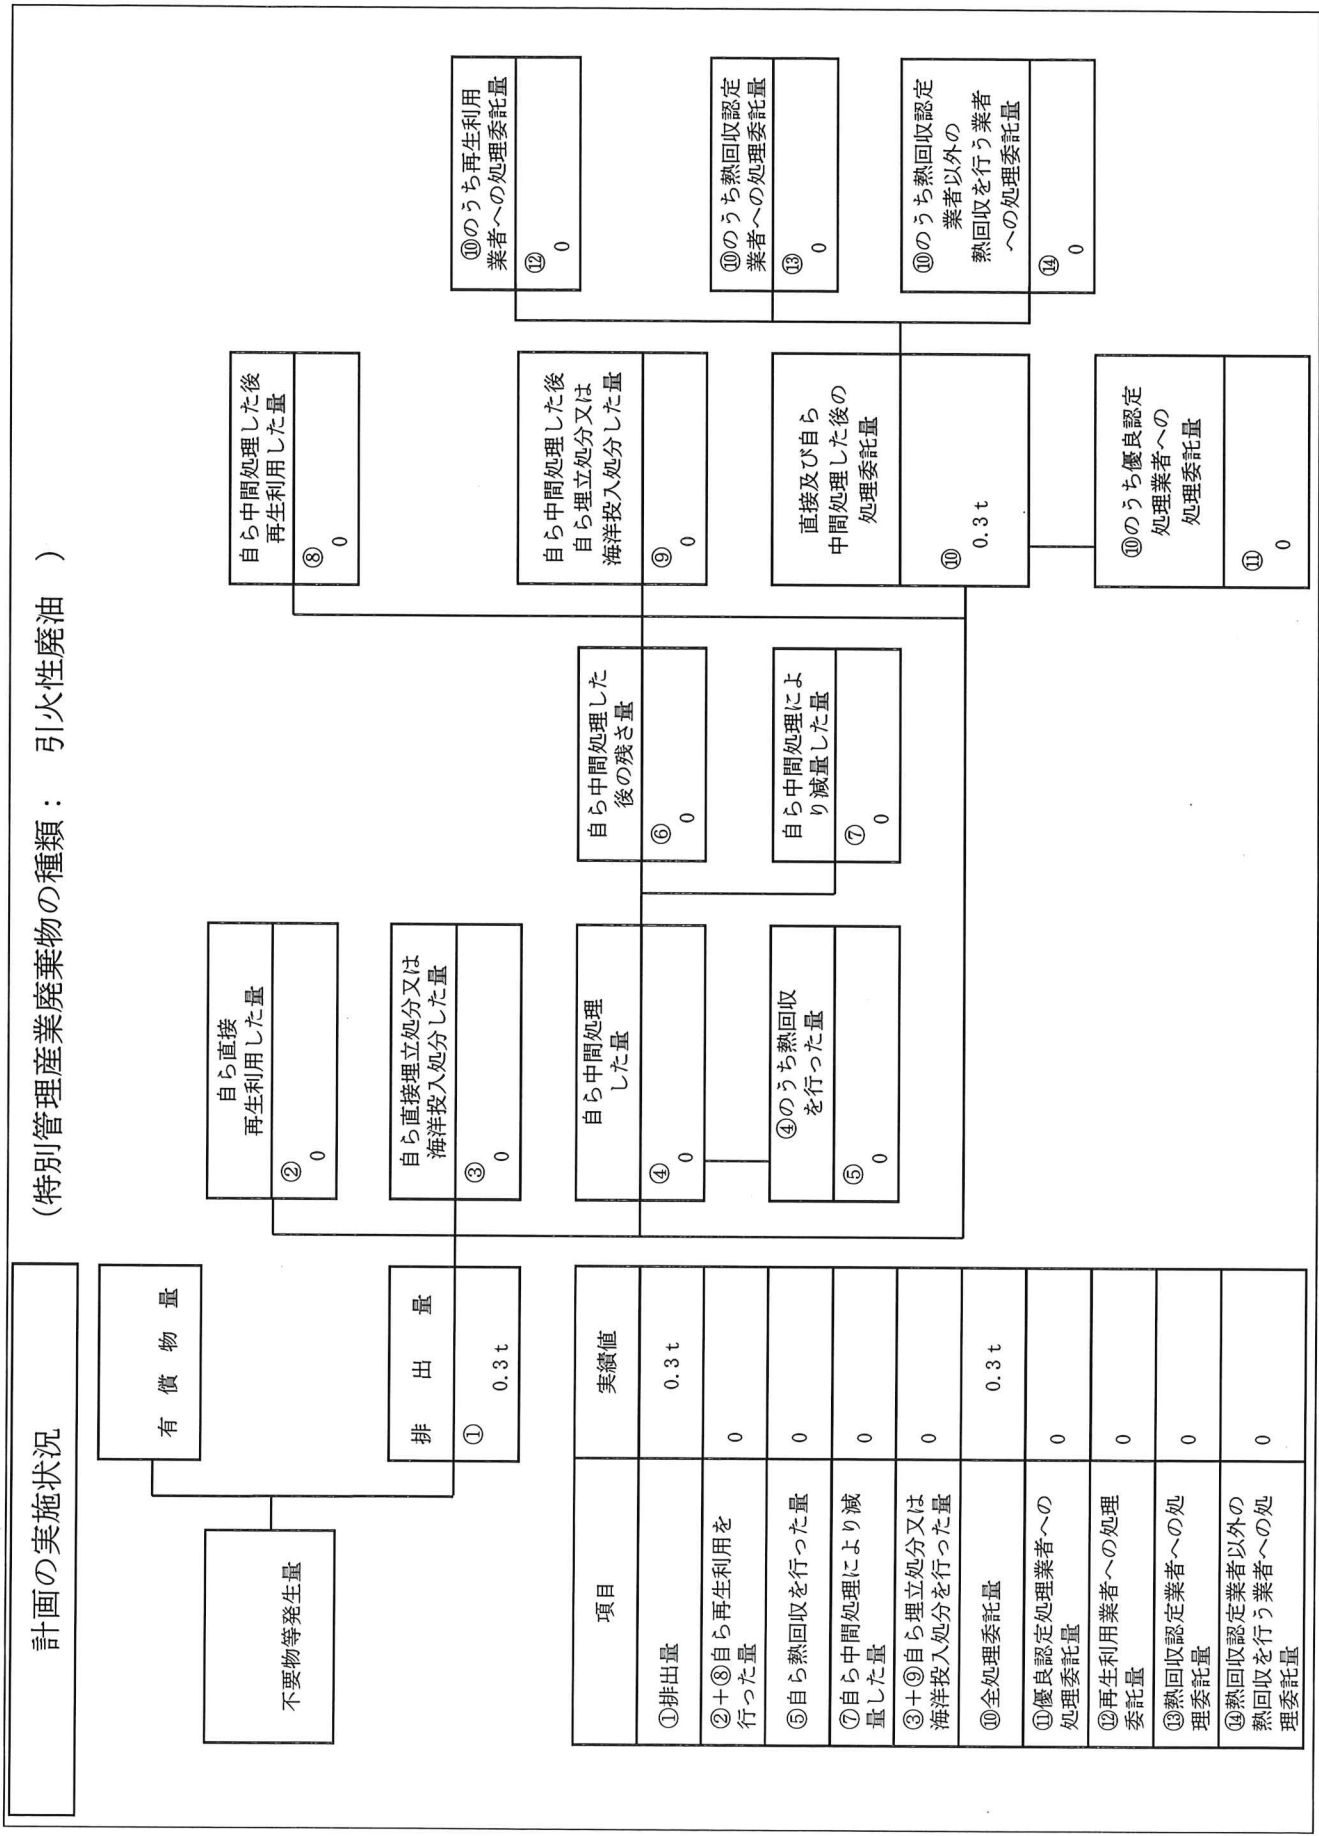 計画の実施状況
(特別管理産業廃棄物の種類： 引火性廃油 )
不要物等発生量
有償物量
排出量
①
0.3 t
自ら直接
再生利用した量
②
0
自ら直接埋立処分又は
海洋投入処分した量
③
0
自ら中間処理
した量
④
0
④のうち熱回収
を行った量
⑤
0
自ら中間処理した
後の残さ量
⑥
0
自ら中間処理によ
り減量した量
⑦
0
自ら中間処理した後
再生利用した量
⑧
0
自ら中間処理した後
自ら埋立処分又は
海洋投入処分した量
⑨
0
直接及び自ら
中間処理した後の
処理委託量
⑩
0.3 t
⑩のうち優良認定
処理業者への
処理委託量
⑪
0
⑩のうち再生利用
業者への処理委託量
⑫
0
⑩のうち熱回収認定
業者への処理委託量
⑬
0
⑩のうち熱回収認定
業者以外の
熱回収を行う業者
への処理委託量
⑭
0
項目 実績値
①排出量 0.3 t
②＋⑧自ら再生利用を
行った量 0
⑤自ら熱回収を行った量 0
⑦自ら中間処理により減
量した量 0
③＋⑨自ら埋立処分又は
海洋投入処分を行った量 0
⑩全処理委託量 0.3 t
⑪優良認定処理業者への
処理委託量 0
⑫再生利用業者への処理
委託量 0
⑬熱回収認定業者への処
理委託量 0
⑭熱回収認定業者以外の
熱回収を行う業者への処
理委託量 0